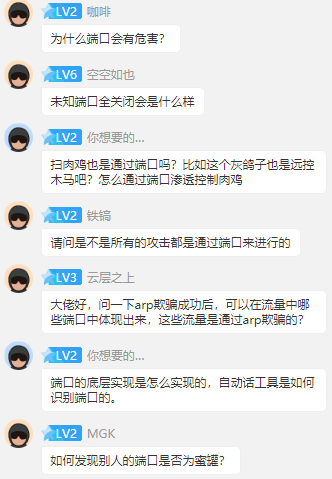 LV2 咖啡
为什么端口会有危害？
LV6 空空如也
未知端口全关闭会是什么样
LV2 你想要的...
扫肉鸡也是通过端口吗？比如这个灰鸽子也是远控
木马吧？怎么通过端口渗透控制肉鸡
LV2 铁镐
请问是不是所有的攻击都是通过端口来进行的
LV3 云层之上
大佬好，问一下arp欺骗成功后，可以在流量中哪
些端口中体现出来，这些流量是通过arp欺骗的？
LV2 你想要的...
端口的底层实现是怎么实现的，自动话工具是如何
识别端口的。
LV2 MGK
如何发现别人的端口是否为蜜罐？